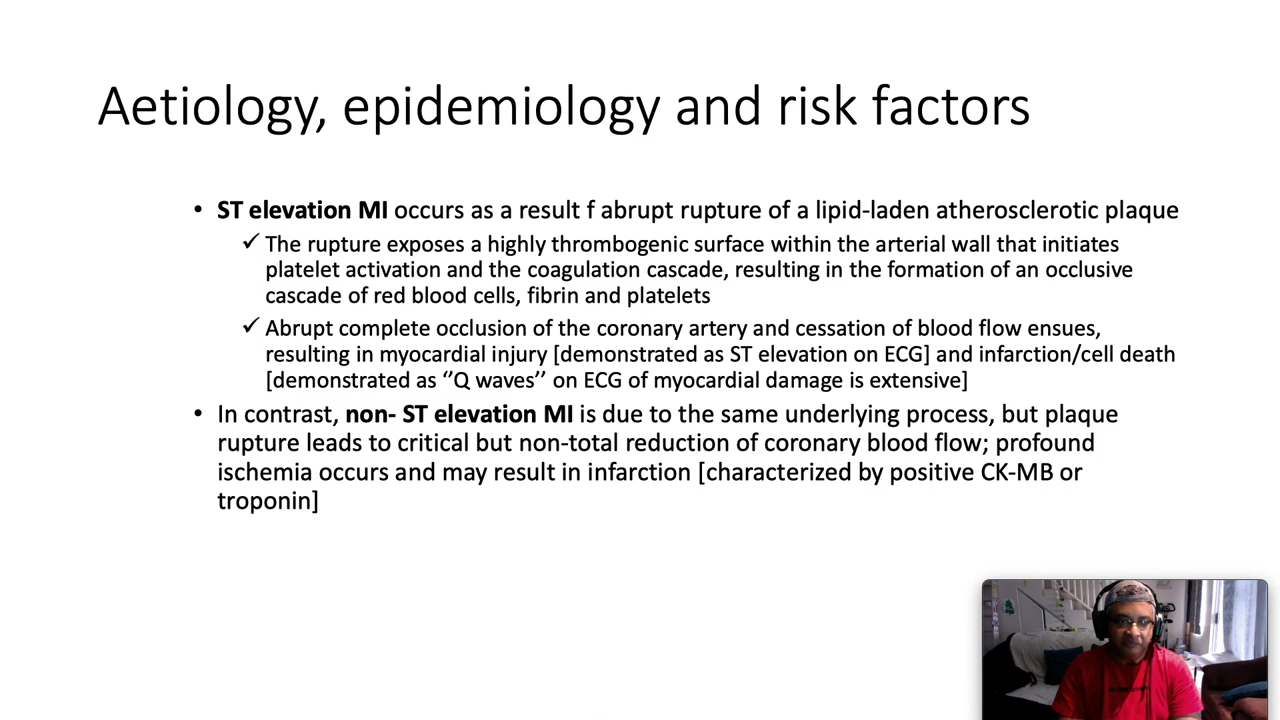 Aetiology, epidemiology and risk factors
• ST elevation MI occurs as a result f abrupt rupture of a lipid-laden atherosclerotic plaque
✓ The rupture exposes a highly thrombogenic surface within the arterial wall that initiates
platelet activation and the coagulation cascade, resulting in the formation of an occlusive
cascade of red blood cells, fibrin and platelets
✓ Abrupt complete occlusion of the coronary artery and cessation of blood flow ensues,
resulting in myocardial injury [demonstrated as ST elevation on ECG] and infarction/cell death
[demonstrated as ‘’Q waves’’ on ECG of myocardial damage is extensive]
• In contrast, non- ST elevation MI is due to the same underlying process, but plaque
rupture leads to critical but non-total reduction of coronary blood flow; profound
ischemia occurs and may result in infarction [characterized by positive CK-MB or
troponin]